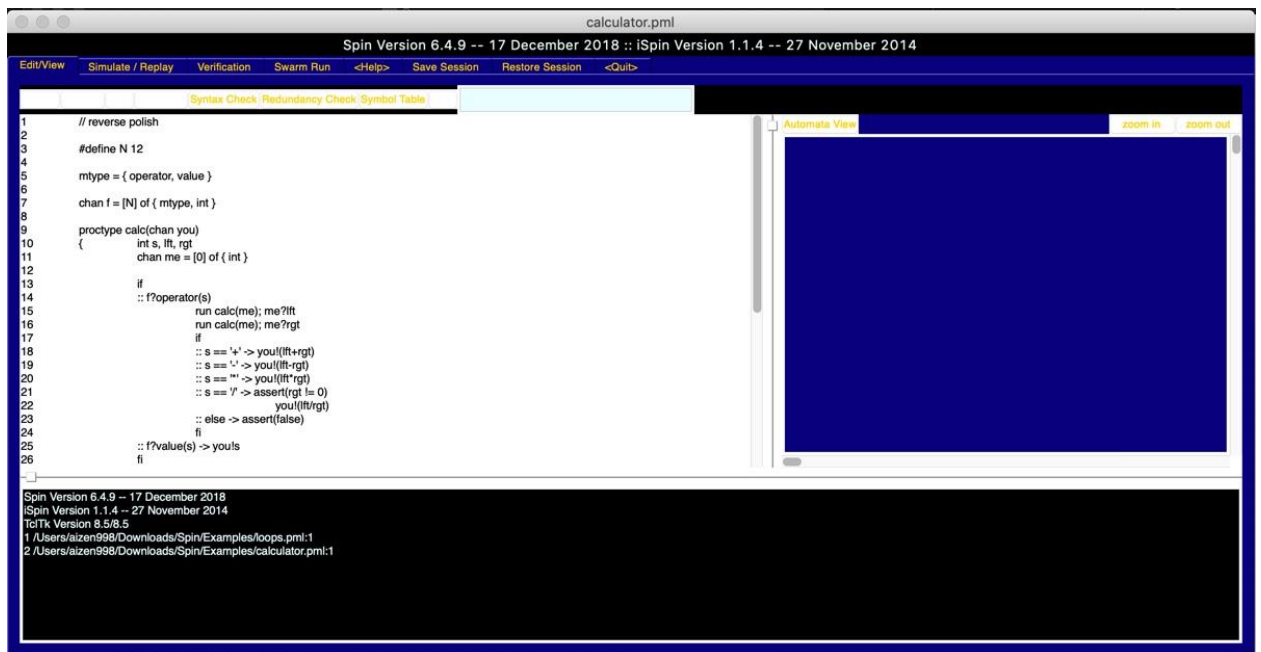 calculator.pml
Spin Version 6.4.9 -- 17 December 2018 :: iSpin Version 1.1.4 -- 27 November 2014
Edit/View Simulate / Replay Verification Swarm Run <Help> Save Session Restore Session <Quit>
Syntax Check Redundancy Check Symbol Table
Automata View zoom in zoom out
1 // reverse polish
2
3 #define N 12
4
5 mtype = { operator, value }
6
7 chan f = [N] of { mtype, int }
8
9 proctype calc(chan you)
10 { int s, lft, rgt
11 chan me = [0] of { int }
12
13 if
14 :: f?operator(s)
15 run calc(me); me?lft
16 run calc(me); me?rgt
17 if
18 :: s == '+' -> you!(lft+rgt)
19 :: s == '-' -> you!(lft-rgt)
20 :: s == '*' -> you!(lft*rgt)
21 :: s == '/' -> assert(rgt != 0)
22 you!(lft/rgt)
23 :: else -> assert(false)
24 fi
25 :: f?value(s) -> you!s
26 fi
Spin Version 6.4.9 -- 17 December 2018
iSpin Version 1.1.4 -- 27 November 2014
TclTk Version 8.5/8.5
1 /Users/aizen998/Downloads/Spin/Examples/loops.pml:1
2 /Users/aizen998/Downloads/Spin/Examples/calculator.pml:1